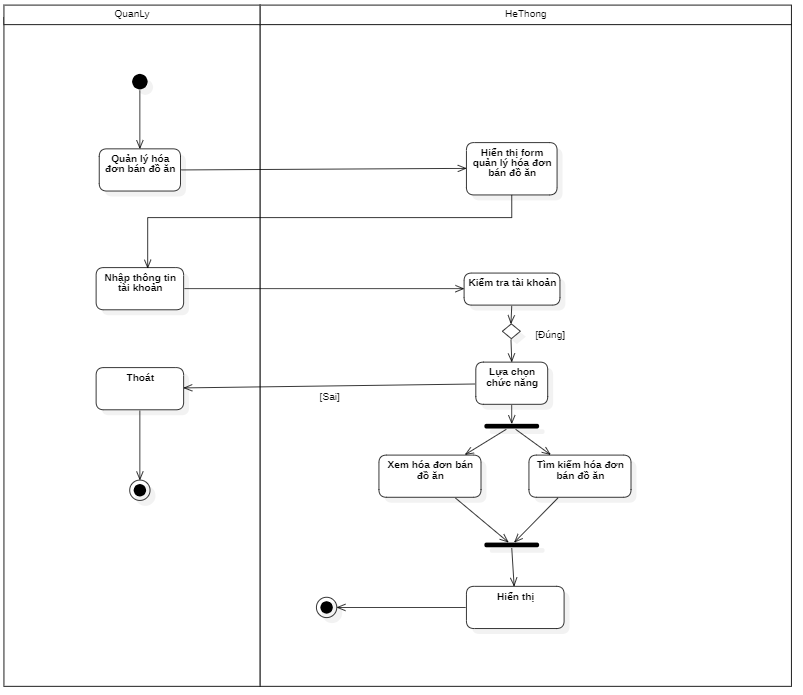 QuanLy
HeThong
Quản lý hóa
đơn bán đồ ăn
Hiển thị form
quản lý hóa đơn
bán đồ ăn
Nhập thông tin
tài khoản
Kiểm tra tài khoản
[Đúng]
Thoát
Lựa chọn
chức năng
[Sai]
Xem hóa đơn bán
đồ ăn
Tìm kiếm hóa đơn
bán đồ ăn
Hiển thị